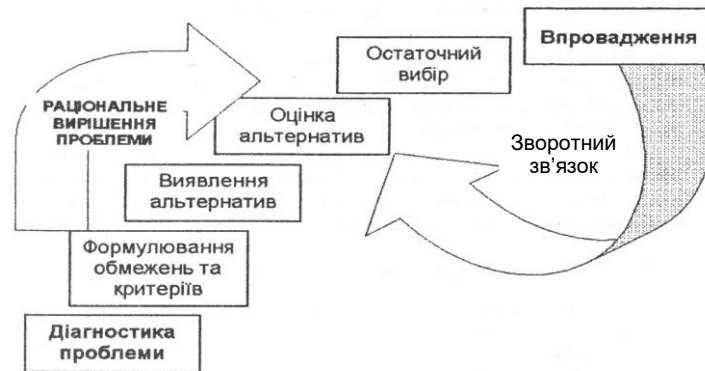 Впровадження
Остаточний
вибір
РАЦІОНАЛЬНЕ
ВИРІШЕННЯ
ПРОБЛЕМИ
Оцінка
альтернатив
Зворотний
зв’язок
Виявлення
альтернатив
Формулювання
обмежень та
критеріїв
Діагностика
проблеми